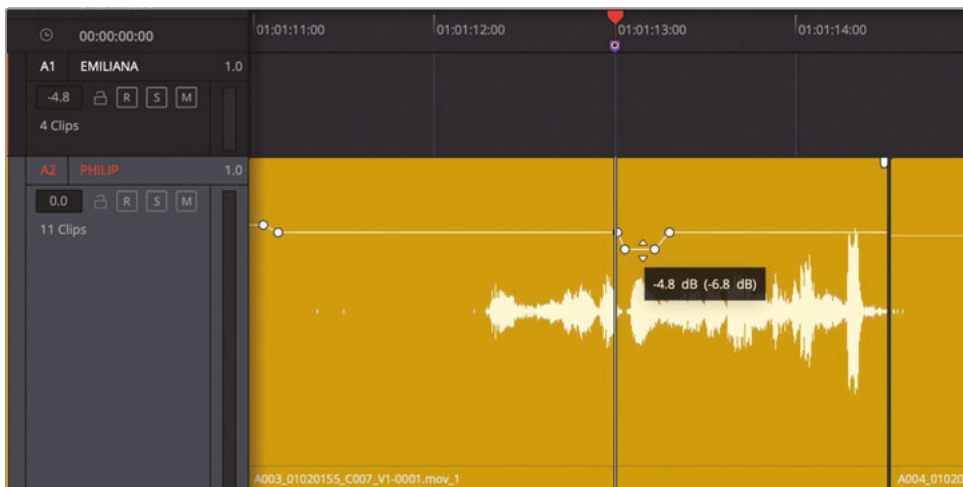 00:00:00:00
01:01:11:00 01:01:12:00 01:01:13:00 01:01:14:00
A1 EMILIANA 1.0
-4.8 R S M
4 Clips
A2 PHILIP 1.0
0.0 R S M
11 Clips
-4.8 dB (-6.8 dB)
A003_01020155_C007_V1-0001.mov_1 A004_01020